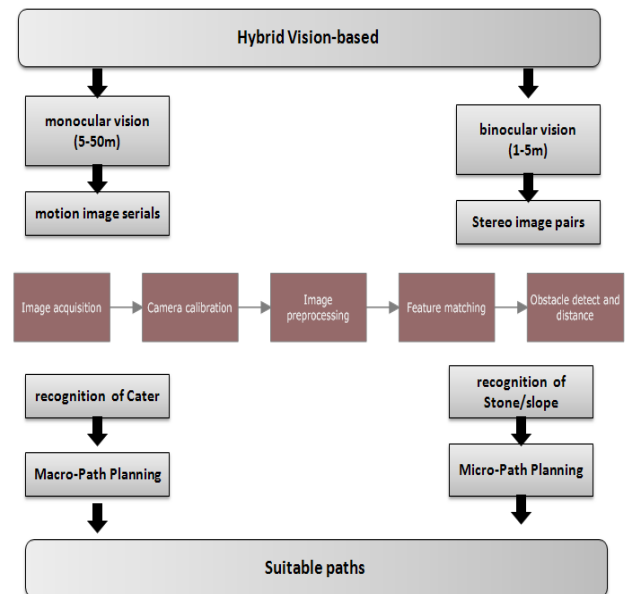 Hybrid Vision-based
monocular vision
(5-50m)
binocular vision
(1-5m)
motion image serials
Stereo image pairs
Image acquisition
Camera calibration
Image
preprocessing
Feature matching
Obstacle detect and
distance
recognition of Cater
recognition of
Stone/slope
Macro-Path Planning
Micro-Path Planning
Suitable paths